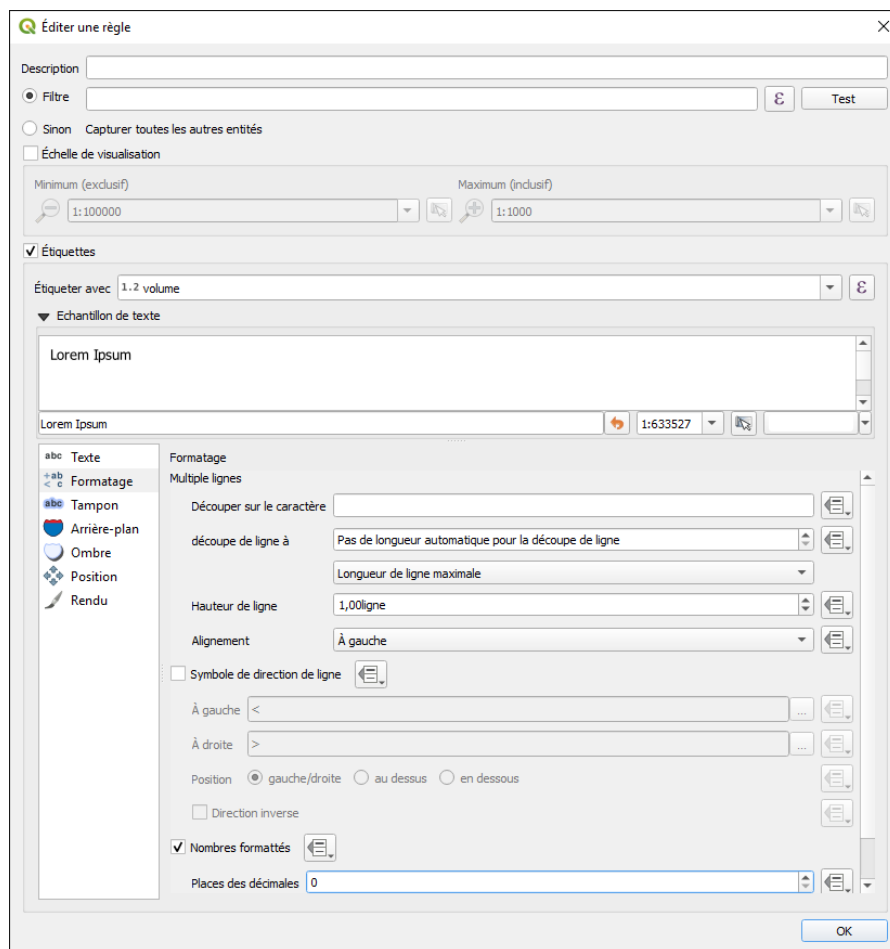 Éditer une règle
Description
Filtre
ε
Test
Sinon Capturer toutes les autres entités
Échelle de visualisation
Minimum (exclusif) Maximum (inclusif)
1:100000 1:1000
Étiquettes
Étiqueter avec 1.2 volume ε
Echantillon de texte
Lorem Ipsum
Lorem Ipsum 1:633527
abc Texte
+ab < c Formatage
abc Tampon
Arrière-plan
Ombre
Position
Rendu
Formatage
Multiple lignes
Découper sur le caractère
découpe de ligne à Pas de longueur automatique pour la découpe de ligne
Longueur de ligne maximale
Hauteur de ligne 1,00ligne
Alignement À gauche
Symbole de direction de ligne
À gauche < ...
À droite > ...
Position gauche/droite au dessus en dessous
Direction inverse
Nombres formattés
Places des décimales 0
OK